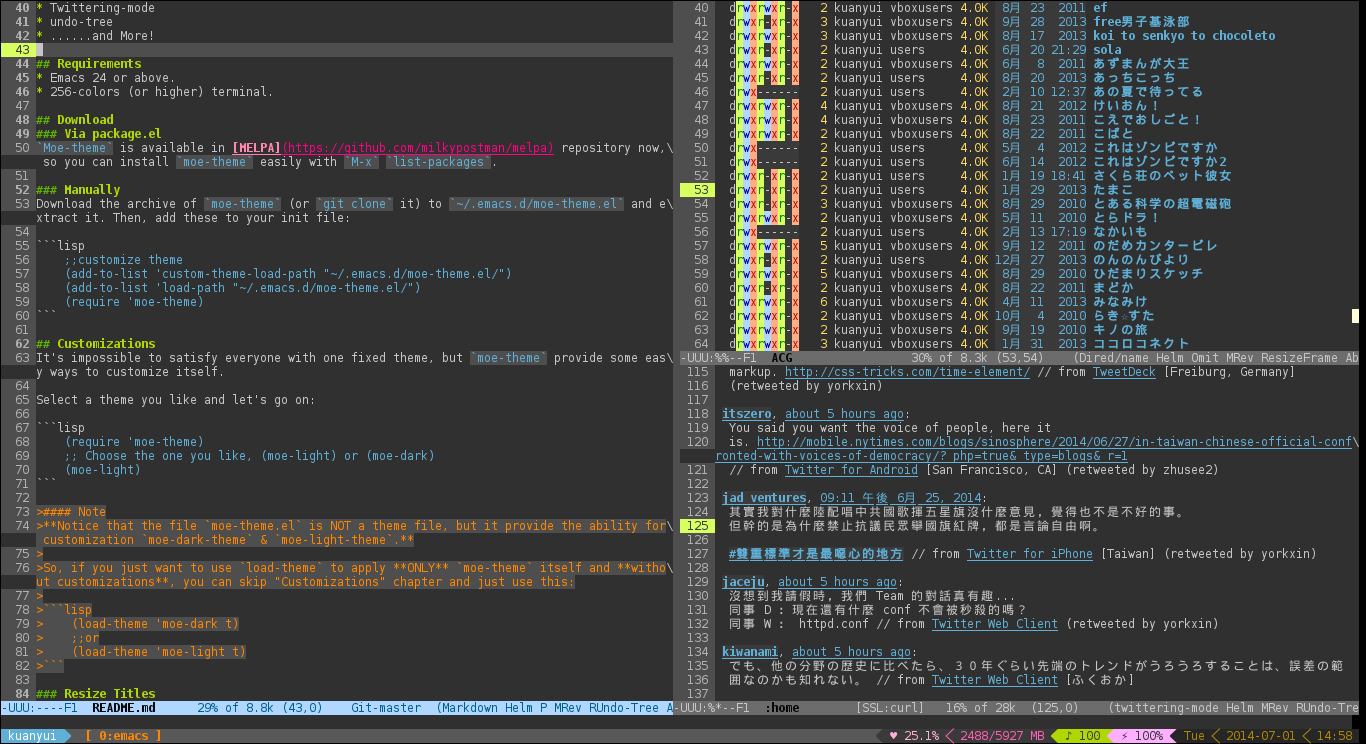 40 * Twittering-mode
41 * undo-tree
42 * ......and More!
43
44 ## Requirements
45 * Emacs 24 or above.
46 * 256-colors (or higher) terminal.
47
48 ## Download
49 ### Via package.el
50 `Moe-theme` is available in [MELPA](https://github.com/milkypostman/melpa) repository now,\
so you can install `moe-theme` easily with `M-x` `list-packages`.
51
52 ### Manually
53 Download the archive of `moe-theme` (or `git clone` it) to `~/.emacs.d/moe-theme.el` and e\
xtract it. Then, add these to your init file:
54
55 ```lisp
56     ;;customize theme
57     (add-to-list 'custom-theme-load-path "~/.emacs.d/moe-theme.el/")
58     (add-to-list 'load-path "~/.emacs.d/moe-theme.el/")
59     (require 'moe-theme)
60 ```
61
62 ## Customizations
63 It's impossible to satisfy everyone with one fixed theme, but `moe-theme` provide some eas\
y ways to customize itself.
64
65 Select a theme you like and let's go on:
66
67 ```lisp
68     (require 'moe-theme)
69     ;; Choose the one you like, (moe-light) or (moe-dark)
70     (moe-light)
71 ```
72
73 >#### Note
74 >**Notice that the file `moe-theme.el` is NOT a theme file, but it provide the ability for\
customization `moe-dark-theme` & `moe-light-theme`.**
75 >
76 >So, if you just want to use `load-theme` to apply **ONLY** `moe-theme` itself and **witho\
ut customizations**, you can skip "Customizations" chapter and just use this:
77 >
78 >```lisp
79 >    (load-theme 'moe-dark t)
80 >    ;;or
81 >    (load-theme 'moe-light t)
82 >```
83
84 ### Resize Titles
-UUU:----F1  README.md      29% of 8.8k (43,0)    Git-master  (Markdown Helm P MRev RUndo-Tree A
40 drwxrwxr-x 2 kuanyui vboxusers 4.0K 8月 23 2011 ef
41 drwxr-xr-x 3 kuanyui vboxusers 4.0K 9月 28 2013 free男子基泳部
42 drwxrwxr-x 3 kuanyui vboxusers 4.0K 8月 17 2013 koi to senkyo to chocoleto
43 drwxr-xr-x 2 kuanyui users 4.0K 6月 20 21:29 sola
44 drwxrwxr-x 2 kuanyui users 4.0K 6月 8 2011 あずまんが大王
45 drwxr-xr-x 2 kuanyui users 4.0K 8月 21 2011 あっちこっち
46 drwx------ 2 kuanyui users 4.0K 2月 10 12:37 あの夏で待ってる
47 drwxrwxr-x 4 kuanyui vboxusers 4.0K 8月 21 2012 けいおん！
48 drwxrwxr-x 4 kuanyui vboxusers 4.0K 8月 23 2011 こえでおしごと！
49 drwxrwxr-x 2 kuanyui vboxusers 4.0K 8月 22 2011 こばと
50 drwx------ 2 kuanyui users 4.0K 5月 4 2012 これはゾンビですか
51 drwx------ 2 kuanyui users 4.0K 6月 14 2012 これはゾンビですか2
52 drwxr-xr-x 2 kuanyui users 4.0K 1月 19 18:41 さくら荘のペット彼女
53 drwxr-xr-x 2 kuanyui users 4.0K 1月 29 2013 たまこ
54 drwxr-xr-x 3 kuanyui vboxusers 4.0K 8月 29 2010 とある科学の超電磁砲
55 drwxrwxr-x 2 kuanyui users 4.0K 5月 11 2010 とらドラ！
56 drwx------ 2 kuanyui users 4.0K 2月 13 17:19 なかいも
57 drwxrwxr-x 5 kuanyui vboxusers 4.0K 9月 12 2011 のだめカンタービレ
58 drwxrwxr-x 2 kuanyui vboxusers 4.0K 12月 27 2013 のんのんびより
59 drwxrwxr-x 5 kuanyui vboxusers 4.0K 8月 29 2010 ひだまりスケッチ
60 drwxrwxr-x 2 kuanyui vboxusers 4.0K 8月 22 2011 まどか
61 drwxrwxr-x 6 kuanyui vboxusers 4.0K 4月 11 2013 みなみけ
62 drwxrwxr-x 2 kuanyui vboxusers 4.0K 10月 4 2010 らき☆すた
63 drwxrwxr-x 2 kuanyui vboxusers 4.0K 9月 19 2010 キノの旅
64 drwxrwxr-x 2 kuanyui vboxusers 4.0K 1月 31 2013 ココロコネクト
-UUU:%%--F1  ACG               30% of 8.3k (53,54)    (Dired/name Helm Omit MRev ResizeFrame Ab
115 markup. http://css-tricks.com/time-element/ // from TweetDeck [Freiburg, Germany]
116 (retweeted by yorkxin)
117
118 itszero, about 5 hours ago:
119 You said you want the voice of people, here it
120 is. http://mobile.nytimes.com/blogs/sinosphere/2014/06/27/in-taiwan-chinese-official-conf\
ronted-with-voices-of-democracy/?_php=true&_type=blogs&_r=1
121 // from Twitter for Android [San Francisco, CA] (retweeted by zhusee2)
122
123 jad ventures, 09:11 午後 6月 25, 2014:
124 其實我對什麼陸配唱中共國歌揮五星旗沒什麼意見，覺得也不是不好的事。
125 但幹的是為什麼禁止抗議民眾舉國旗紅牌，都是言論自由啊。
126
127 #雙重標準才是最噁心的地方 // from Twitter for iPhone [Taiwan] (retweeted by yorkxin)
128
129 jaceju, about 5 hours ago:
130 沒想到我請假時，我們 Team 的對話真有趣...
131 同事 D：現在還有什麼 conf 不會被秒殺的嗎？
132 同事 W： httpd.conf // from Twitter Web Client (retweeted by yorkxin)
133
134 kiwanami, about 5 hours ago:
135 でも、他の分野の歴史に比べたら、３０年ぐらい先端のトレンドがうろうろすることは、誤差の範
136 囲なのかも知れない。 // from Twitter Web Client [ふくおか]
137
-UUU:%*--F1  :home       [SSL:curl]   16% of 28k  (125,0)    (twittering-mode Helm MRev RUndo-Tre
kuanyui  [ 0:emacs ]  ♥ 25.1%  2488/5927 MB  ♪ 100  ⚡ 100%  Tue  2014-07-01  14:58